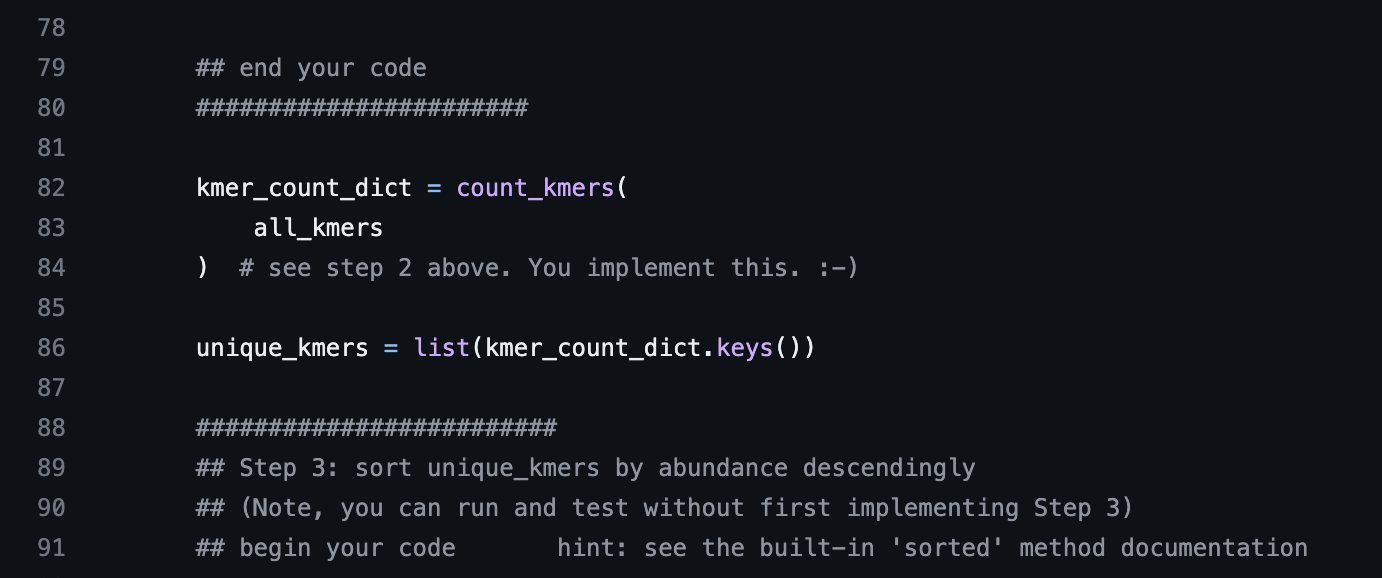 78
79 ## end your code
80 #######################
81
82 kmer_count_dict = count_kmers(
83 all_kmers
84 ) # see step 2 above. You implement this. :-)
85
86 unique_kmers = list(kmer_count_dict.keys())
87
88 #########################
89 ## Step 3: sort unique_kmers by abundance descendingly
90 ## (Note, you can run and test without first implementing Step 3)
91 ## begin your code hint: see the built-in 'sorted' method documentation